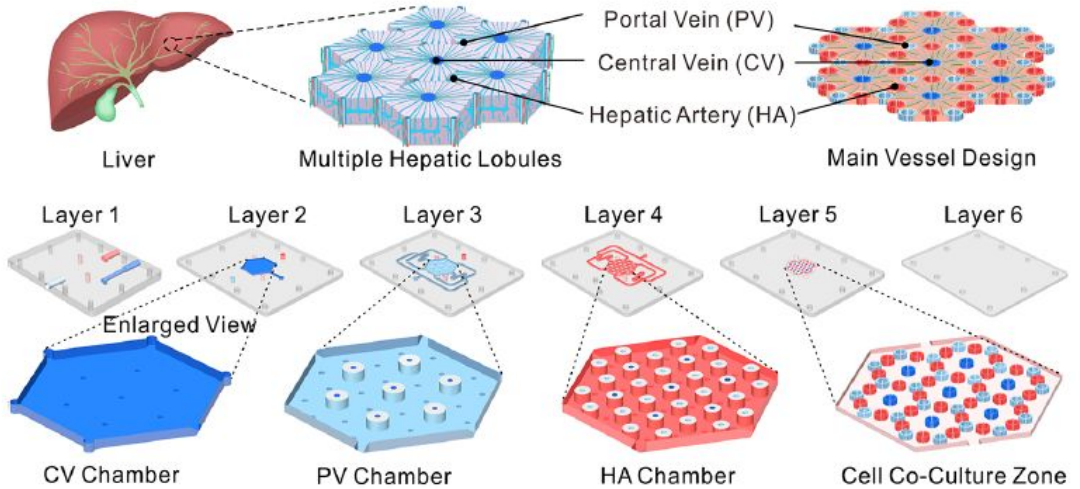 Portal Vein (PV)
Central Vein (CV)
Hepatic Artery (HA)
Liver
Multiple Hepatic Lobules
Main Vessel Design
Layer 1
Layer 2
Layer 3
Layer 4
Layer 5
Layer 6
Enlarged View
CV Chamber
PV Chamber
HA Chamber
Cell Co-Culture Zone